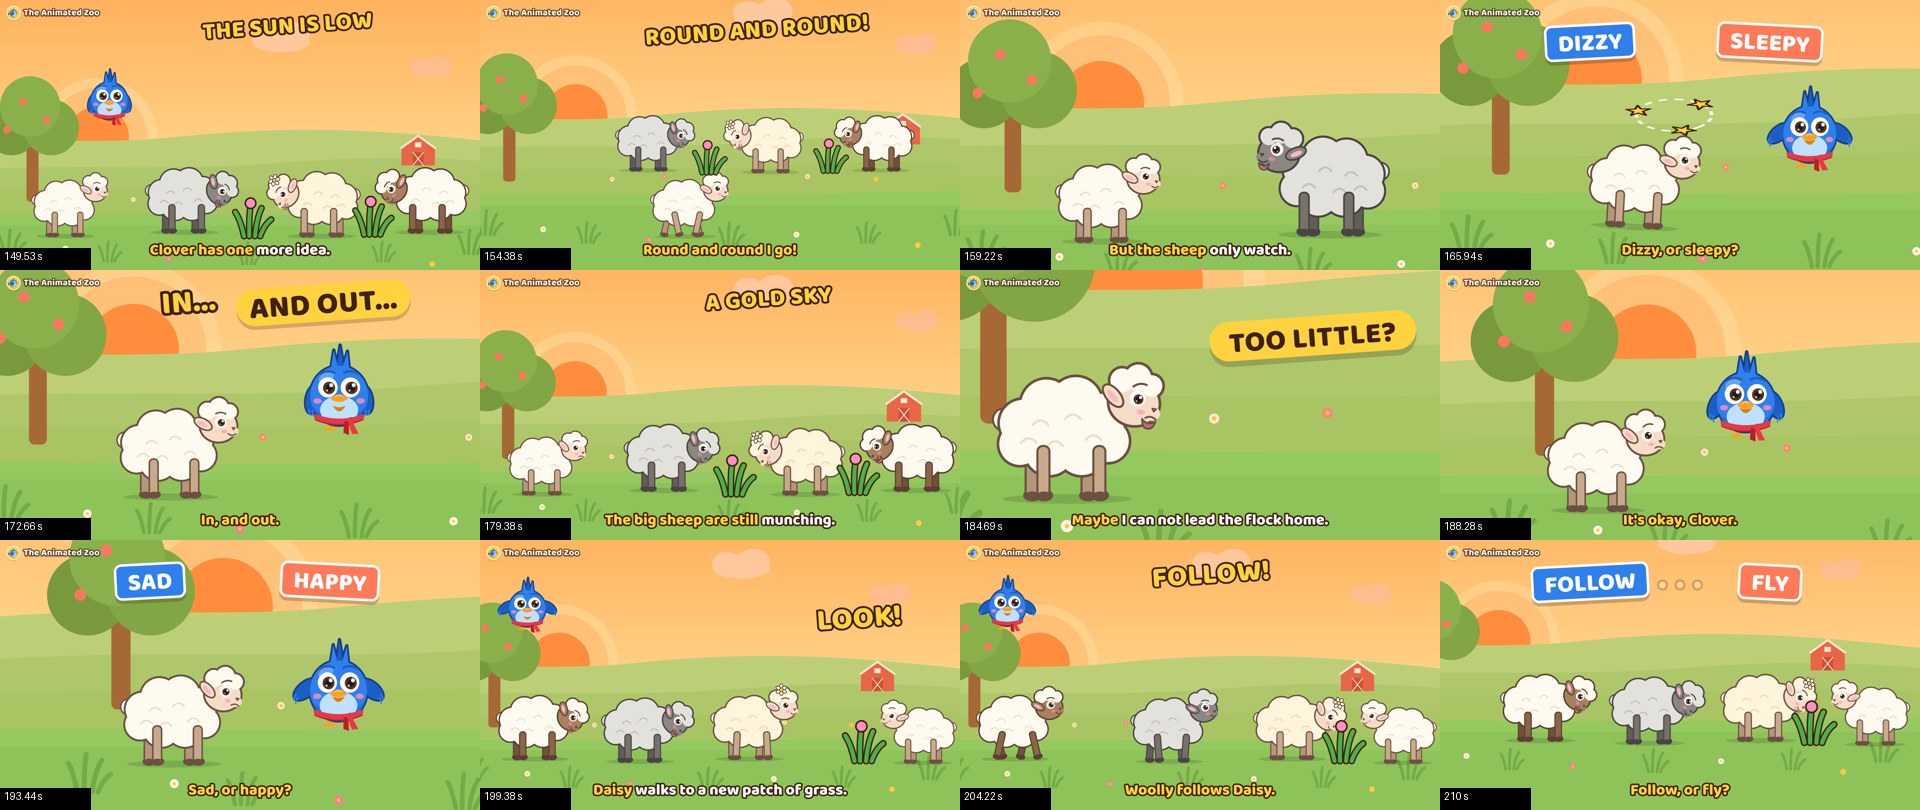 The Animated Zoo
THE SUN IS LOW
Clover has one more idea.
149.53 s
The Animated Zoo
ROUND AND ROUND!
Round and round I go!
154.38 s
The Animated Zoo
But the sheep only watch.
159.22 s
The Animated Zoo
DIZZY
SLEEPY
Dizzy, or sleepy?
165.94 s
The Animated Zoo
IN...
AND OUT...
In, and out.
172.66 s
The Animated Zoo
A GOLD SKY
The big sheep are still munching.
179.38 s
The Animated Zoo
TOO LITTLE?
Maybe I can not lead the flock home.
184.69 s
The Animated Zoo
It's okay, Clover.
188.28 s
The Animated Zoo
SAD
HAPPY
Sad, or happy?
193.44 s
The Animated Zoo
LOOK!
Daisy walks to a new patch of grass.
199.38 s
The Animated Zoo
FOLLOW!
Woolly follows Daisy.
204.22 s
The Animated Zoo
FOLLOW
FLY
Follow, or fly?
210 s